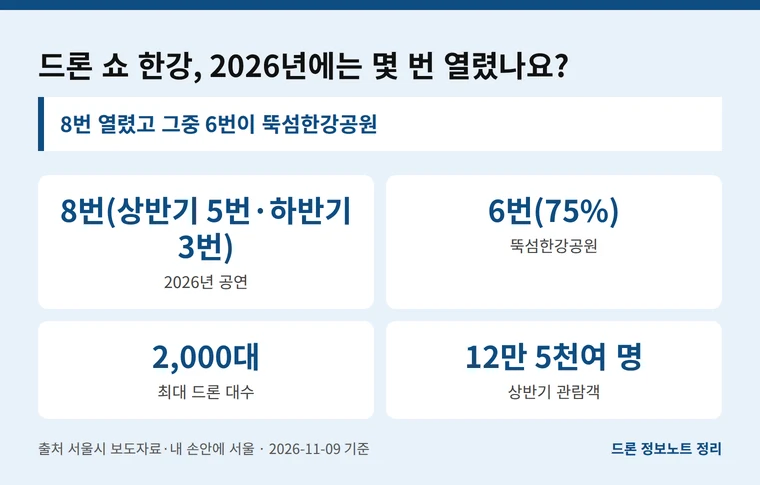 드론 쇼 한강, 2026년에는 몇 번 열렸나요?
8번 열렸고 그중 6번이 뚝섬한강공원
8번(상반기 5번·하반기
3번)
2026년 공연
6번(75%)
뚝섬한강공원
2,000대
최대 드론 대수
12만 5천여 명
상반기 관람객
출처 서울시 보도자료·내 손안에 서울 · 2026-11-09 기준
드론 정보노트 정리